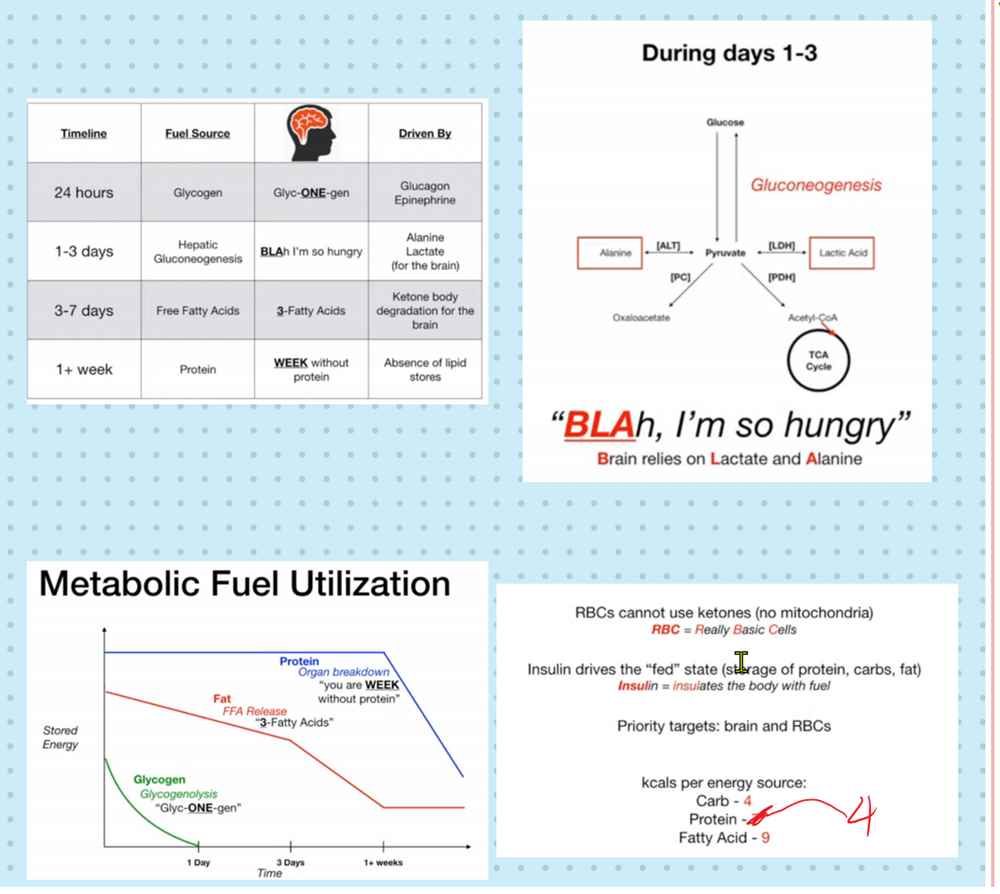 Timeline
Fuel Source
Driven By
24 hours
Glycogen
Glyc-ONE-gen
Glucagon
Epinephrine
1-3 days
Hepatic
Gluconeogenesis
BLAh I'm so hungry
Alanine
Lactate
(for the brain)
3-7 days
Free Fatty Acids
3-Fatty Acids
Ketone body
degradation for the
brain
1+ week
Protein
WEEK without
protein
Absence of lipid
stores
During days 1-3
Glucose
Gluconeogenesis
Alanine
[ALT]
Pyruvate
[LDH]
Lactic Acid
[PC]
[PDH]
Oxaloacetate
Acetyl-CoA
TCA
Cycle
“BLAh, I’m so hungry”
Brain relies on Lactate and Alanine
Metabolic Fuel Utilization
Protein
Organ breakdown
“you are WEEK
without protein”
Fat
FFA Release
“3-Fatty Acids”
Stored
Energy
Glycogen
Glycogenolysis
“Glyc-ONE-gen”
1 Day
3 Days
1+ weeks
Time
RBCs cannot use ketones (no mitochondria)
RBC = Really Basic Cells
Insulin drives the “fed” state (storage of protein, carbs, fat)
Insulin = insulates the body with fuel
Priority targets: brain and RBCs
kcals per energy source:
Carb - 4
Protein - 4
Fatty Acid - 9